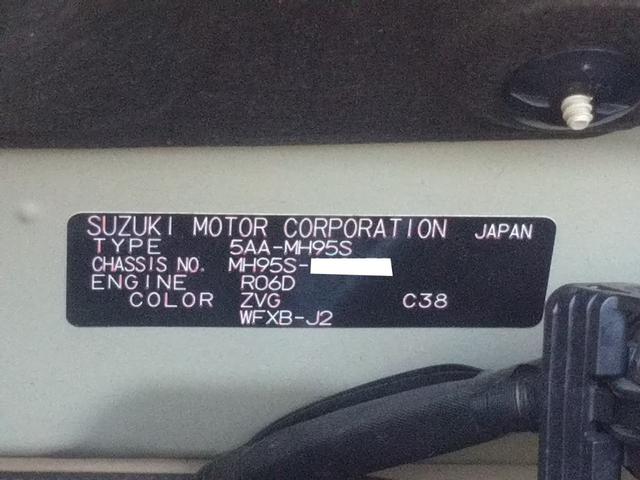 SUZUKI MOTOR CORPORATION JAPAN
TYPE 5AA-MH95S
CHASSIS NO. MH95S-
ENGINE R06D
COLOR ZVG C38
WFXB-J2